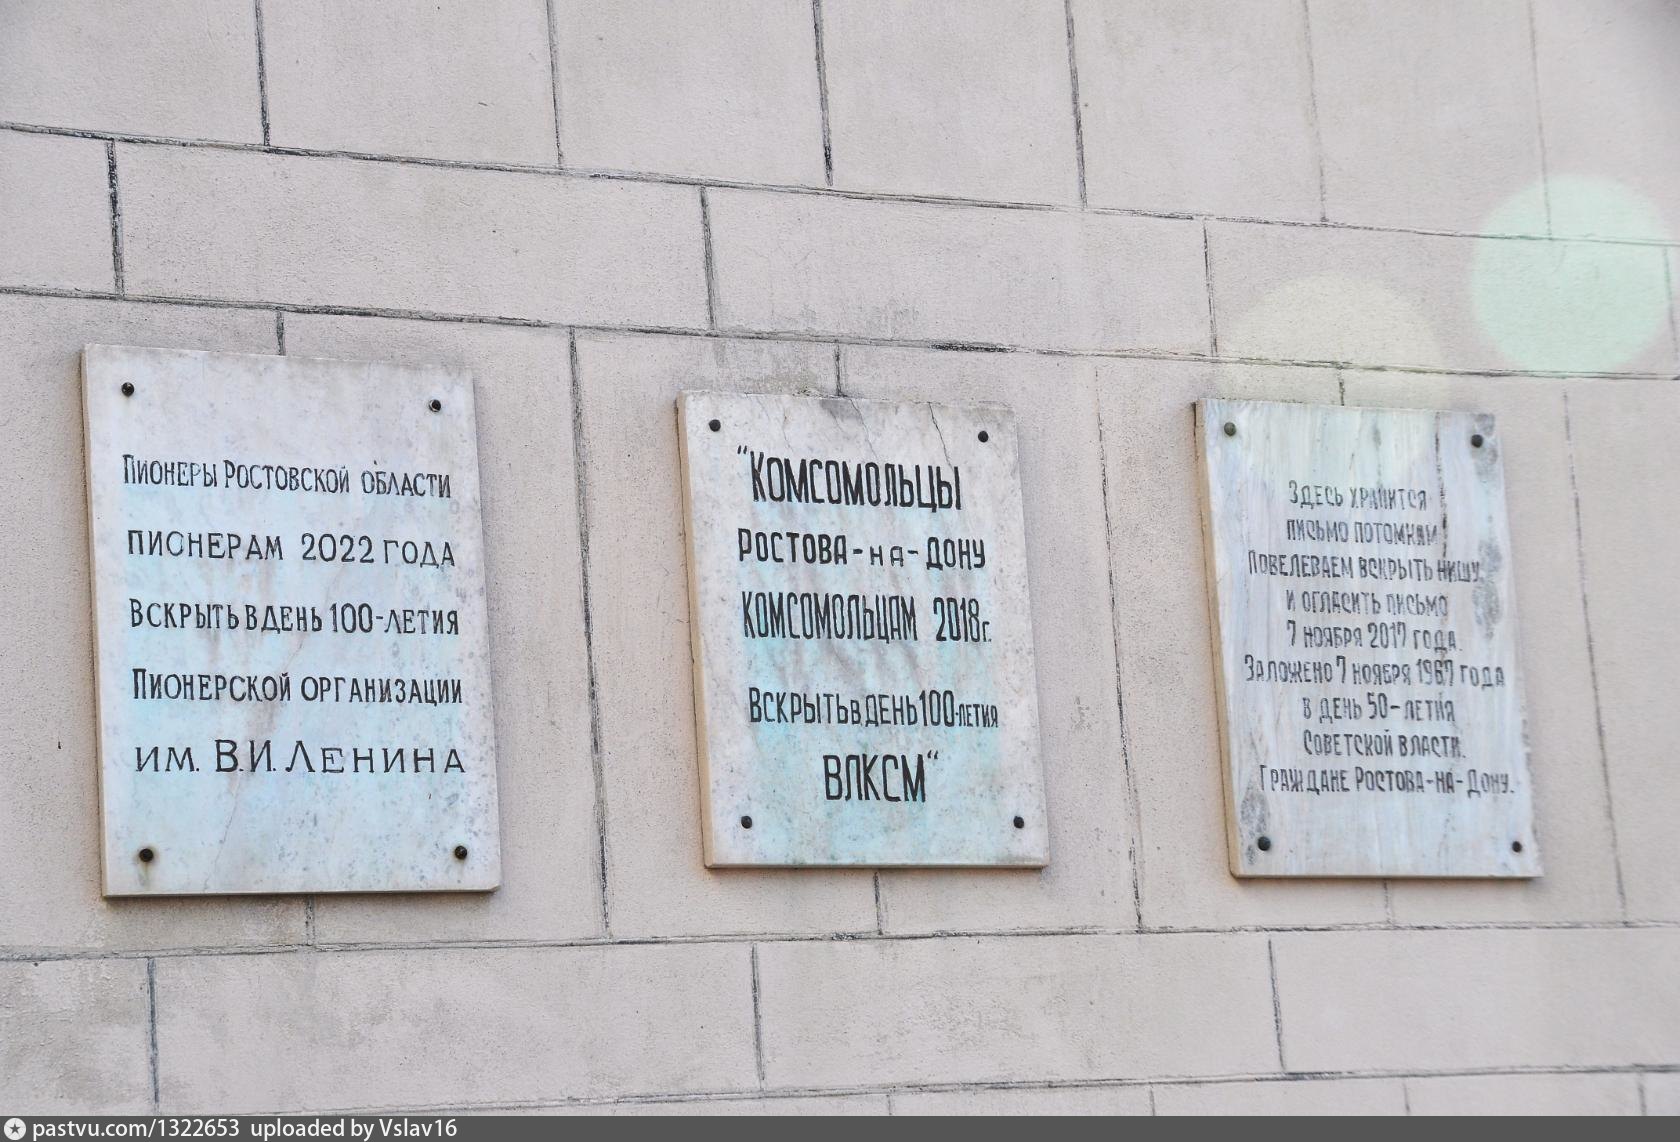 Пионеры Ростовской области
пионерам 2022 года
Вскрыть в день 100-летия
Пионерской организации
им. В.И. Ленина
"Комсомольцы
Ростова-на-Дону
комсомольцам 2018г.
Вскрыть в день 100-летия
ВЛКСМ"
Здесь хранится
письмо потомкам
Повелеваем вскрыть нишу
и огласить письмо
7 ноября 2017 года.
Заложено 7 ноября 1967 года
в день 50-летия
Советской власти.
Граждане Ростова-на-Дону.
pastvu.com/1322653 uploaded by Vslav16